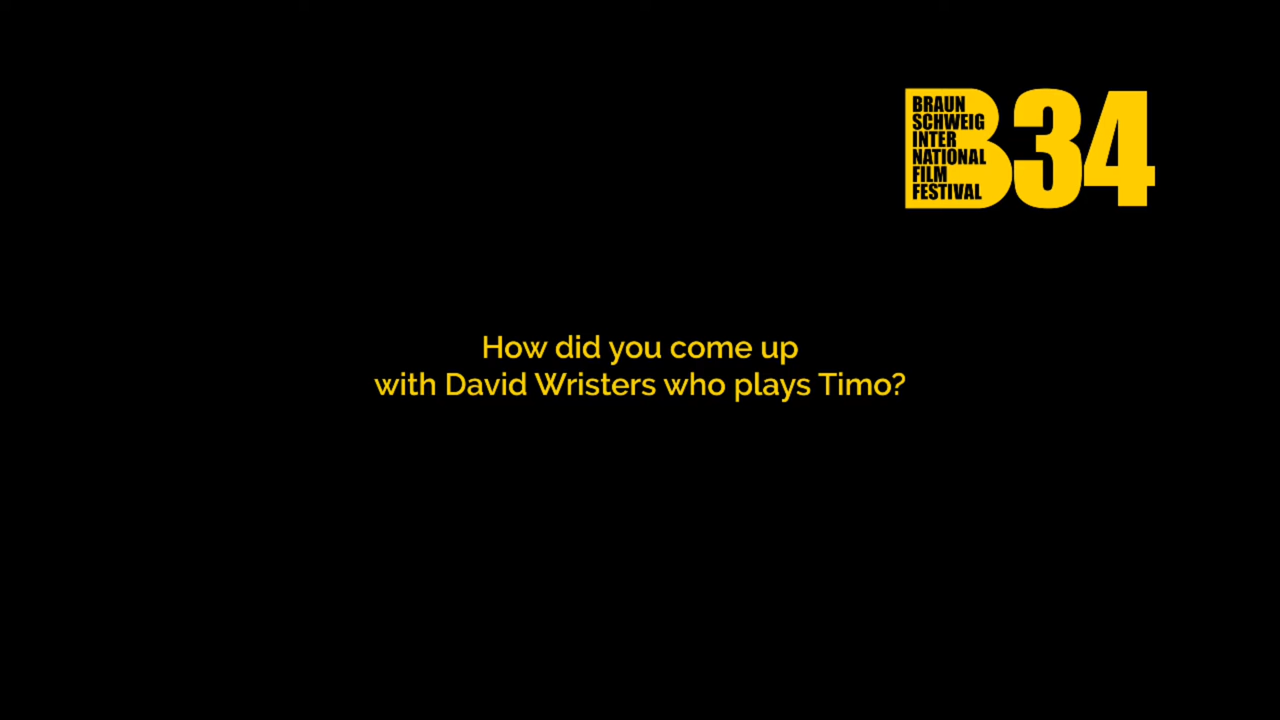 BRAUN
SCHWEIG
INTER
NATIONAL
FILM
FESTIVAL
B34
How did you come up
with David Wristers who plays Timo?